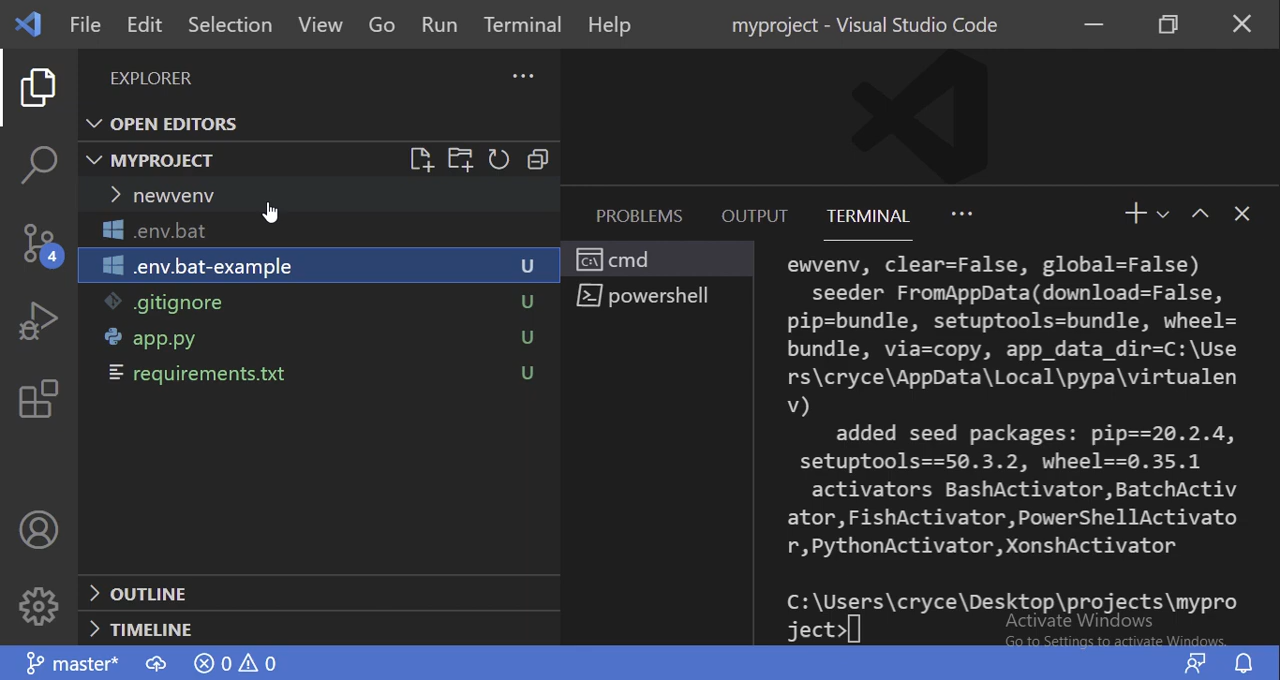 File Edit Selection View Go Run Terminal Help myproject - Visual Studio Code
EXPLORER
OPEN EDITORS
MYPROJECT
newvenv
.env.bat
.env.bat-example U
.gitignore U
app.py U
requirements.txt U
OUTLINE
TIMELINE
4
PROBLEMS OUTPUT TERMINAL
cmd
powershell
ewvenv, clear=False, global=False)
seeder FromAppData(download=False,
pip=bundle, setuptools=bundle, wheel=
bundle, via=copy, app_data_dir=C:\Use
rs\cryce\AppData\Local\pypa\virtualen
v)
added seed packages: pip==20.2.4,
setuptools==50.3.2, wheel==0.35.1
activators BashActivator,BatchActiv
ator,FishActivator,PowerShellActivato
r,PythonActivator,XonshActivator
C:\Users\cryce\Desktop\projects\mypro
ject>
Activate Windows
Go to Settings to activate Windows.
master* 0 0